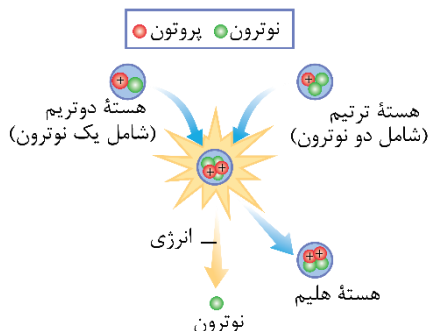 نوترون پروتون
هستهٔ دوتریم
(شامل یک نوترون)
هستهٔ ترتیم
(شامل دو نوترون)
انرژی
هستهٔ هلیم
نوترون